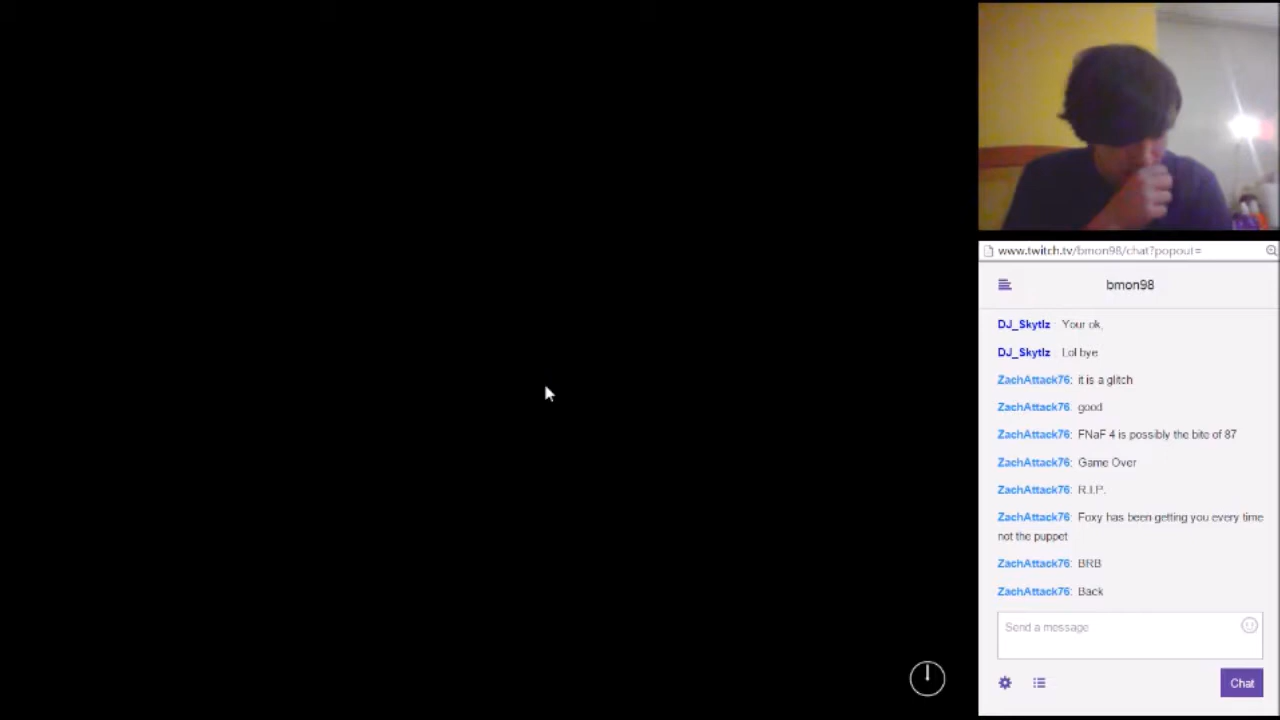 www.twitch.tv/bmon98/chat?popout=
bmon98
DJ_Skytlz Your ok,
DJ_Skytlz Lol bye
ZachAttack76: it is a glitch
ZachAttack76: good
ZachAttack76: FNaF 4 is possibly the bite of 87
ZachAttack76: Game Over
ZachAttack76: R.I.P.
ZachAttack76: Foxy has been getting you every time
not the puppet
ZachAttack76: BRB
ZachAttack76: Back
Send a message
Chat